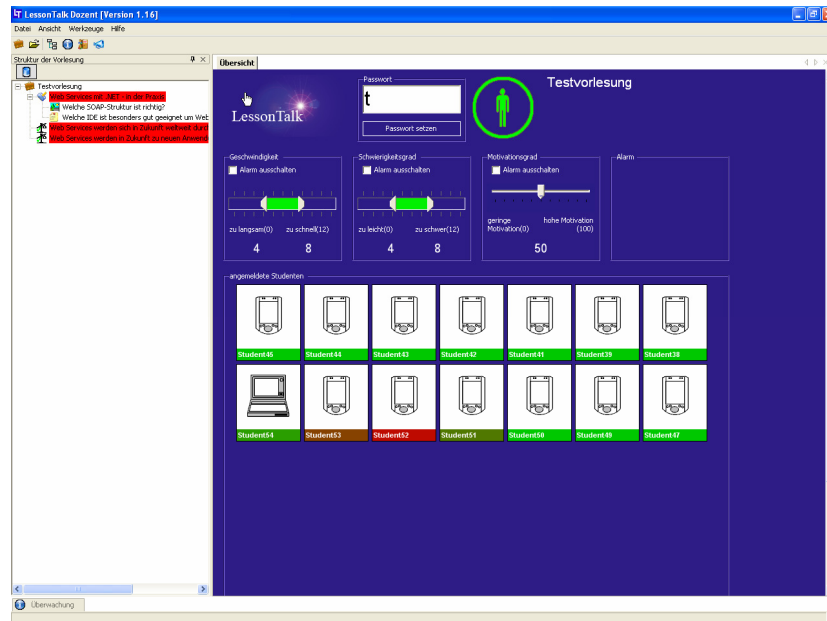 LessonTalk Dozent [Version 1.16]
Datei Ansicht Werkzeuge Hilfe
Struktur der Vorlesung
Testvorlesung
Web Services mit .NET - in der Praxis
Welche SOAP-Struktur ist richtig?
Welche IDE ist besonders gut geeignet um Web
Web Services werden sich in Zukunft weltweit durch
Web Services werden in Zukunft zu neuen Anwend
Übersicht
LessonTalk
Passwort
t
Passwort setzen
Testvorlesung
Geschwindigkeit
Alarm ausschalten
zu langsam(0) zu schnell(12)
4 8
Schwierigkeitsgrad
Alarm ausschalten
zu leicht(0) zu schwer(12)
4 8
Motivationsgrad
Alarm ausschalten
geringe hohe Motivation
Motivation(0) (100)
50
Alarm
angemeldete Studenten
Student45 Student44 Student43 Student42 Student41 Student39 Student38
Student54 Student53 Student52 Student51 Student50 Student49 Student47
Überwachung